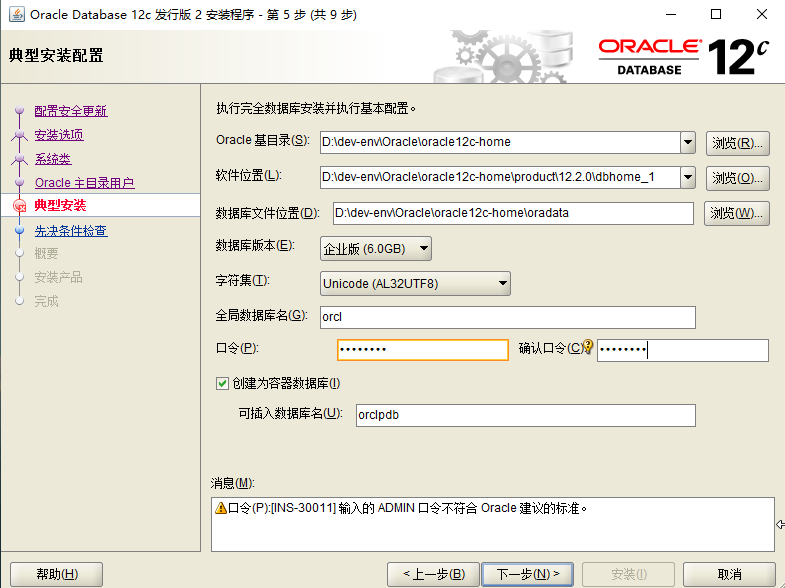 Oracle Database 12c 发行版 2 安装程序 - 第 5 步 (共 9 步)
典型安装配置
ORACLE
DATABASE
12c
配置安全更新
安装选项
系统类
Oracle 主目录用户
典型安装
先决条件检查
概要
安装产品
完成
执行完全数据库安装并执行基本配置。
Oracle 基目录(S): D:\dev-env\Oracle\oracle12c-home 浏览(R)...
软件位置(L): D:\dev-env\Oracle\oracle12c-home\product\12.2.0\dbhome_1 浏览(O)...
数据库文件位置(D): D:\dev-env\Oracle\oracle12c-home\oradata 浏览(W)...
数据库版本(E): 企业版 (6.0GB)
字符集(T): Unicode (AL32UTF8)
全局数据库名(G): orcl
口令(P): •••••••• 确认口令(C) ••••••••
创建为容器数据库(I)
可插入数据库名(U): orclpdb
消息(M):
口令(P):[INS-30011] 输入的 ADMIN 口令不符合 Oracle 建议的标准。
帮助(H) < 上一步(B) 下一步(N) > 安装(I) 取消